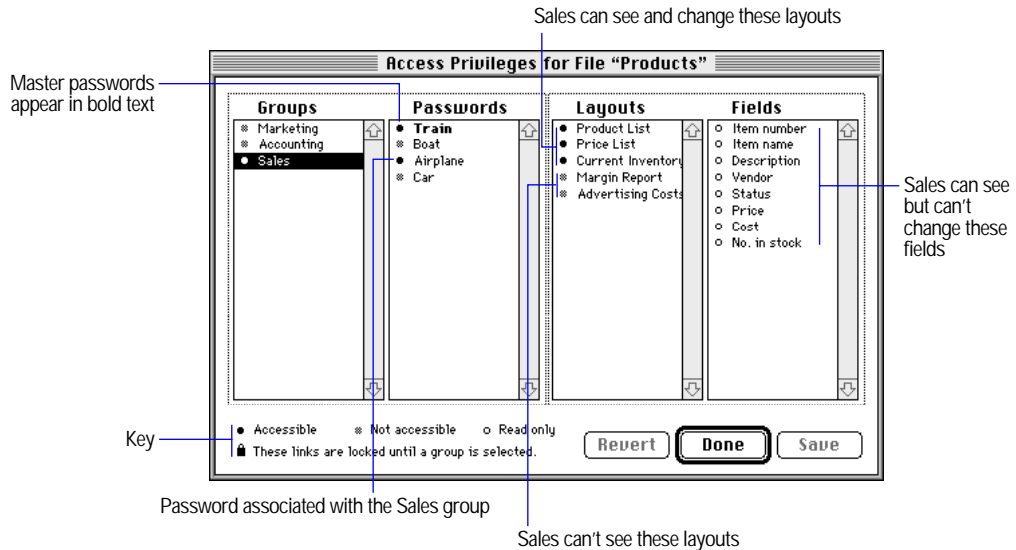 Sales can see and change these layouts
Access Privileges for File “Products”
Master passwords
appear in bold text
Groups
Marketing
Accounting
Sales
Passwords
Train
Boat
Airplane
Car
Layouts
Product List
Price List
Current Inventory
Margin Report
Advertising Costs
Fields
Item number
Item name
Description
Vendor
Status
Price
Cost
No. in stock
Sales can see
but can't
change these
fields
Key
Accessible
Not accessible
Read only
These links are locked until a group is selected.
Revert
Done
Save
Password associated with the Sales group
Sales can't see these layouts